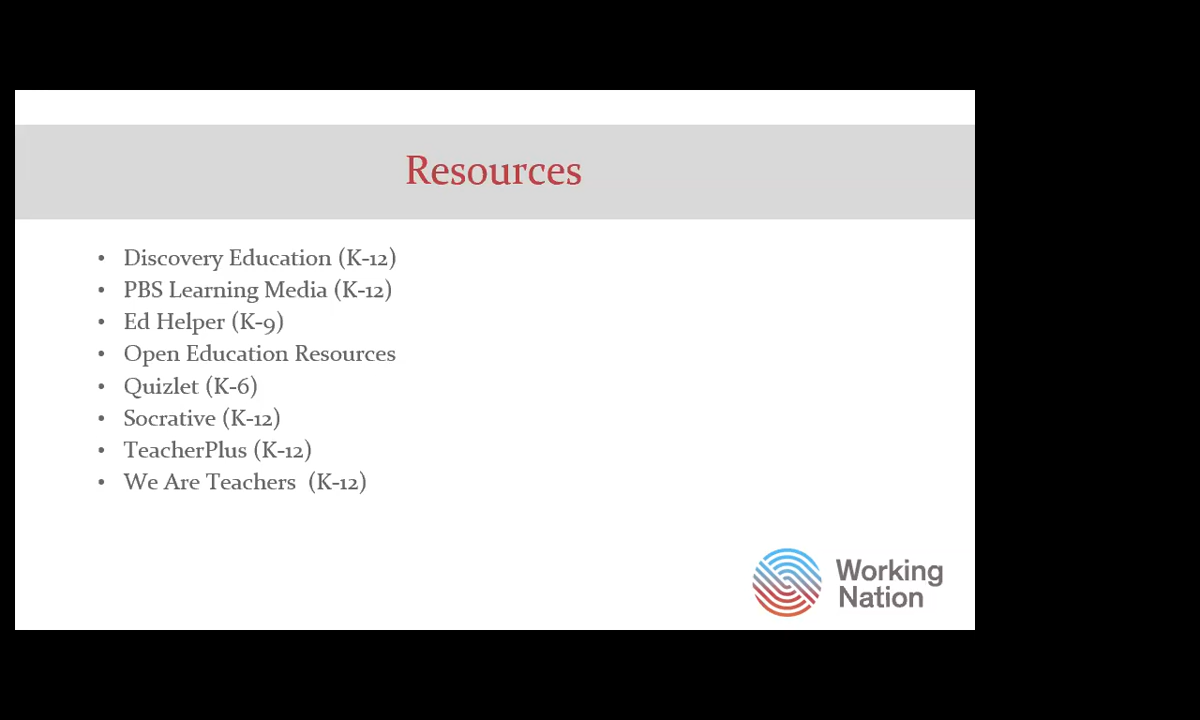 Resources
• Discovery Education (K-12)
• PBS Learning Media (K-12)
• Ed Helper (K-9)
• Open Education Resources
• Quizlet (K-6)
• Socrative (K-12)
• TeacherPlus (K-12)
• We Are Teachers  (K-12)
Working
Nation